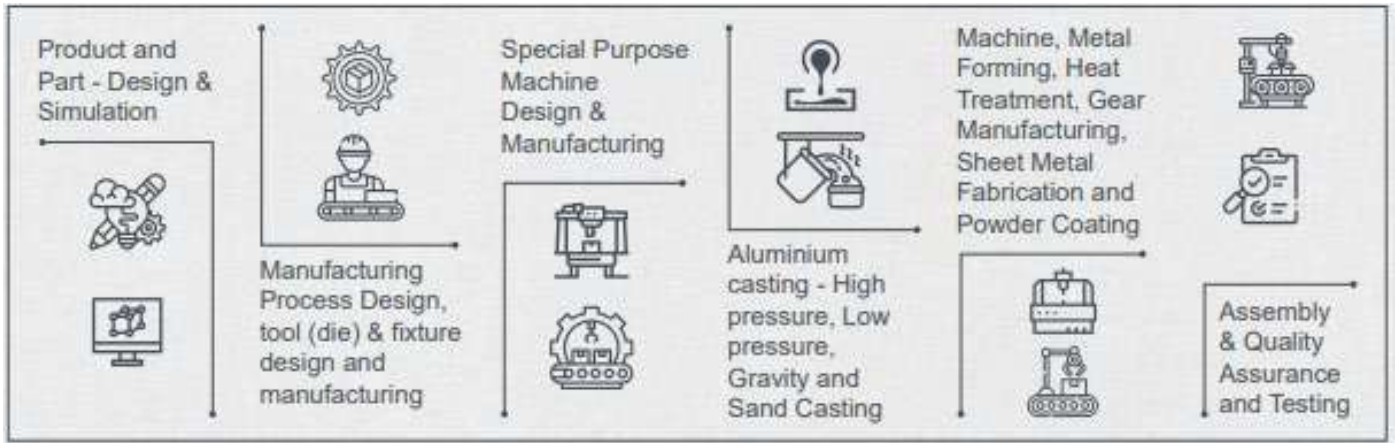 Product and
Part - Design &
Simulation
Manufacturing
Process Design,
tool (die) & fixture
design and
manufacturing
Special Purpose
Machine
Design &
Manufacturing
Aluminium
casting - High
pressure, Low
pressure,
Gravity and
Sand Casting
Machine, Metal
Forming, Heat
Treatment, Gear
Manufacturing,
Sheet Metal
Fabrication and
Powder Coating
Assembly
& Quality
Assurance
and Testing